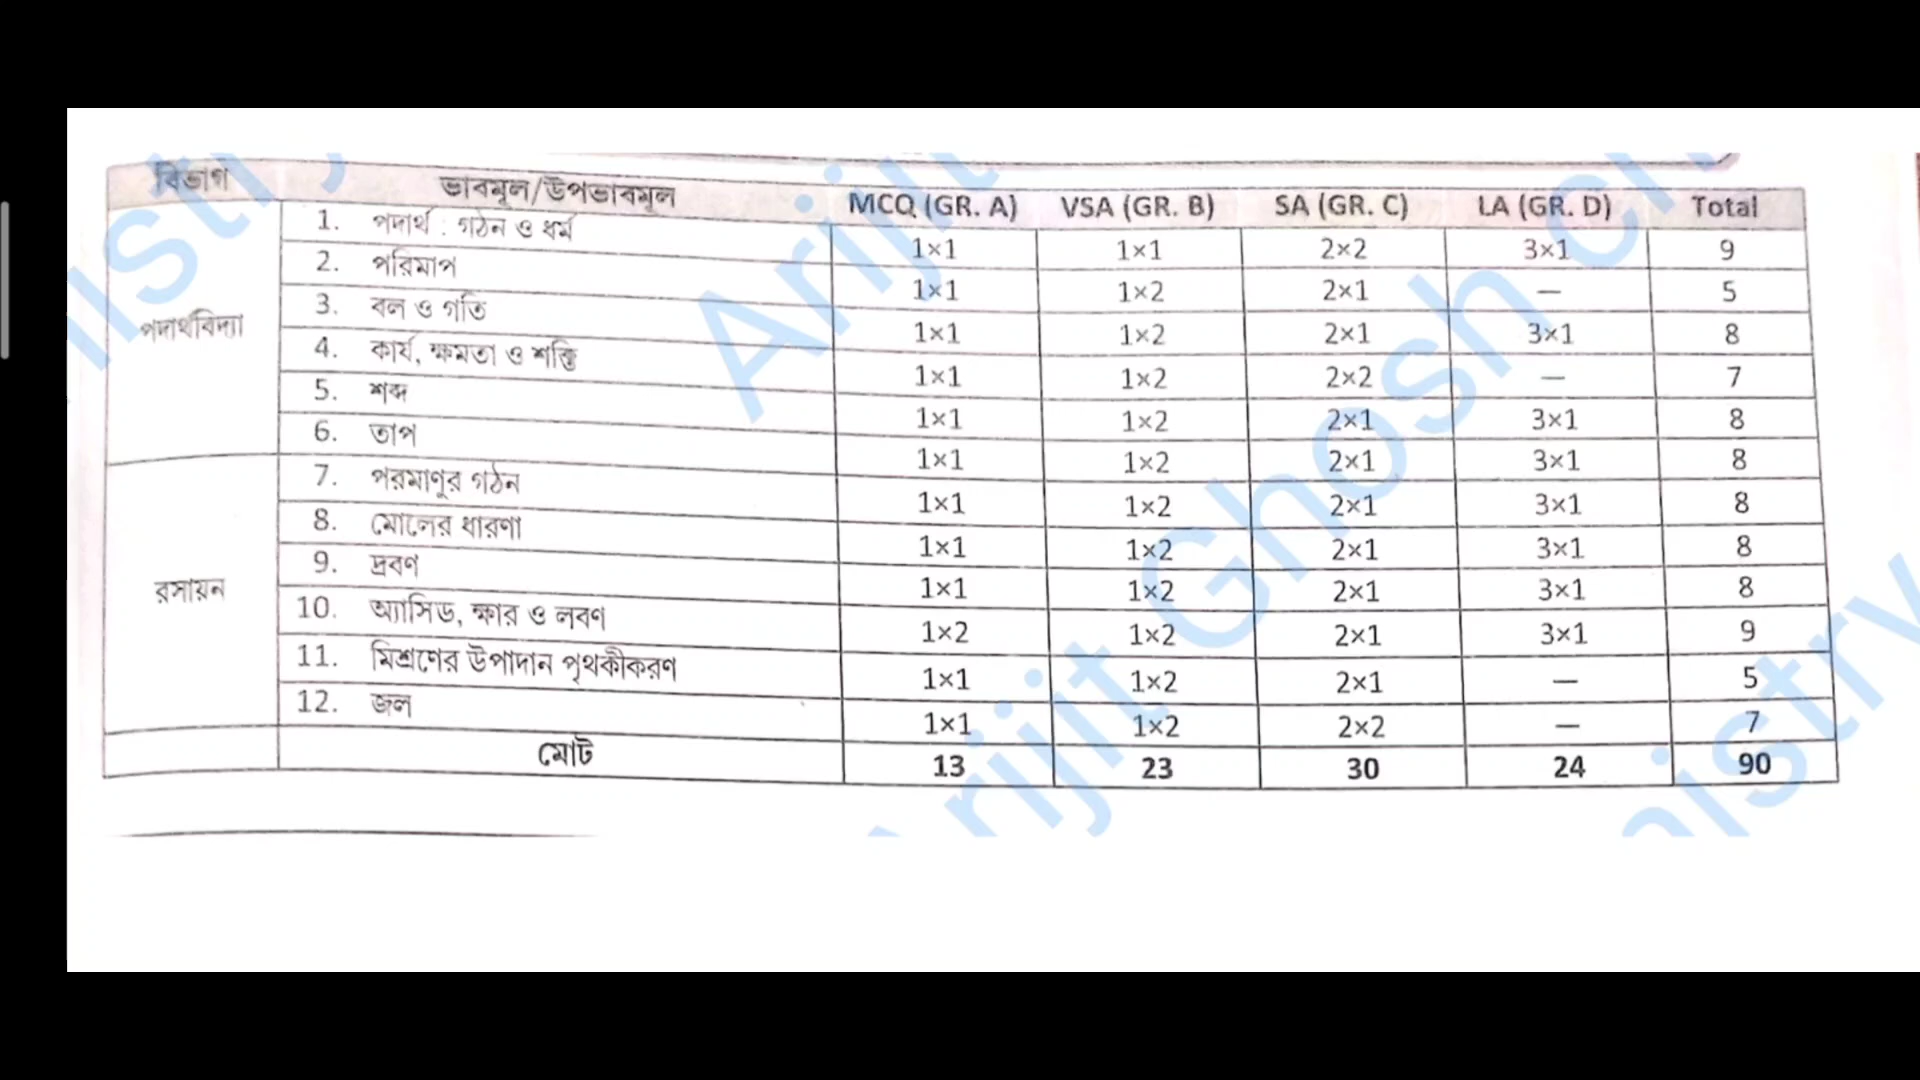 বিভাগ ভাবমূল/উপভাবমূল MCQ (GR. A) VSA (GR. B) SA (GR. C) LA (GR. D) Total
পদার্থবিদ্যা
1. পদার্থ : গঠন ও ধর্ম 1×1 1×1 2×2 3×1 9
2. পরিমাপ 1×1 1×2 2×1 — 5
3. বল ও গতি 1×1 1×2 2×1 3×1 8
4. কার্য, ক্ষমতা ও শক্তি 1×1 1×2 2×2 — 7
5. শব্দ 1×1 1×2 2×1 3×1 8
6. তাপ 1×1 1×2 2×1 3×1 8
রসায়ন
7. পরমাণুর গঠন 1×1 1×2 2×1 3×1 8
8. মোলের ধারণা 1×1 1×2 2×1 3×1 8
9. দ্রবণ 1×1 1×2 2×1 3×1 8
10. অ্যাসিড, ক্ষার ও লবণ 1×2 1×2 2×1 3×1 9
11. মিশ্রণের উপাদান পৃথকীকরণ 1×1 1×2 2×1 — 5
12. জল 1×1 1×2 2×2 — 7
মোট 13 23 30 24 90
Arijit Ghosh